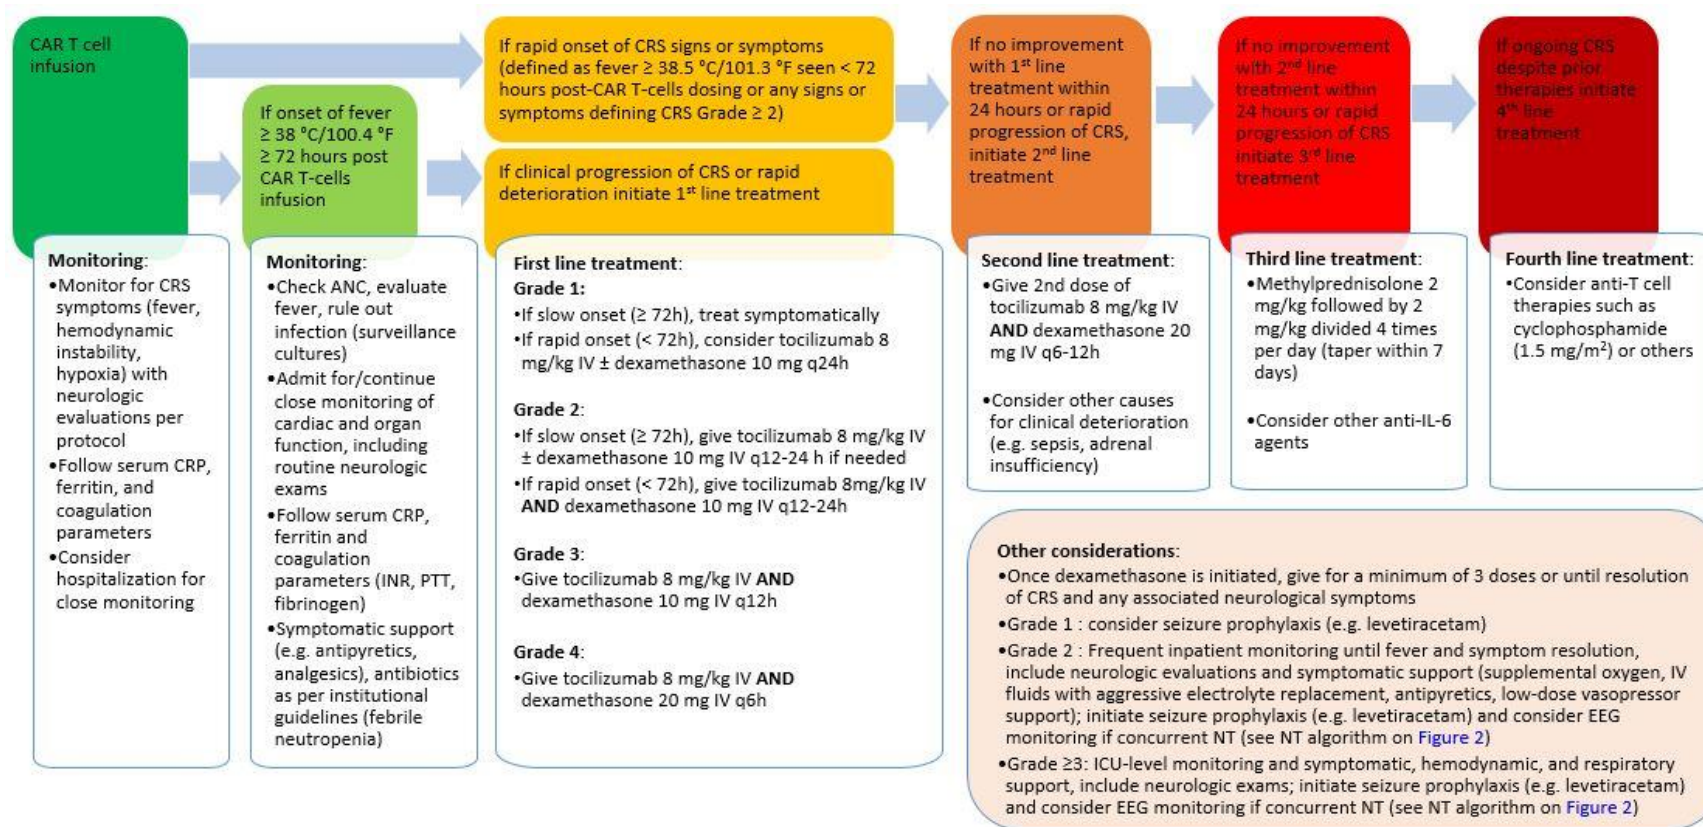 CAR T cell
infusion
If onset of fever
≥ 38 °C/100.4 °F
≥ 72 hours post
CAR T-cells
infusion
If rapid onset of CRS signs or symptoms
(defined as fever ≥ 38.5 °C/101.3 °F seen < 72
hours post-CAR T-cells dosing or any signs or
symptoms defining CRS Grade ≥ 2)
If clinical progression of CRS or rapid
deterioration initiate 1st line treatment
If no improvement
with 1st line
treatment within
24 hours or rapid
progression of CRS,
initiate 2nd line
treatment
If no improvement
with 2nd line
treatment within
24 hours or rapid
progression of CRS
initiate 3rd line
treatment
If ongoing CRS
despite prior
therapies initiate
4th line
treatment
Monitoring:
•Monitor for CRS
symptoms (fever,
hemodynamic
instability,
hypoxia) with
neurologic
evaluations per
protocol
•Follow serum CRP,
ferritin, and
coagulation
parameters
•Consider
hospitalization for
close monitoring
Monitoring:
•Check ANC, evaluate
fever, rule out
infection (surveillance
cultures)
•Admit for/continue
close monitoring of
cardiac and organ
function, including
routine neurologic
exams
•Follow serum CRP,
ferritin and
coagulation
parameters (INR, PTT,
fibrinogen)
•Symptomatic support
(e.g. antipyretics,
analgesics), antibiotics
as per institutional
guidelines (febrile
neutropenia)
First line treatment:
Grade 1:
•If slow onset (≥ 72h), treat symptomatically
•If rapid onset (< 72h), consider tocilizumab 8
mg/kg IV ± dexamethasone 10 mg q24h
Grade 2:
•If slow onset (≥ 72h), give tocilizumab 8 mg/kg IV
± dexamethasone 10 mg IV q12-24 h if needed
•If rapid onset (< 72h), give tocilizumab 8mg/kg IV
AND dexamethasone 10 mg IV q12-24h
Grade 3:
•Give tocilizumab 8 mg/kg IV AND
dexamethasone 10 mg IV q12h
Grade 4:
•Give tocilizumab 8 mg/kg IV AND
dexamethasone 20 mg IV q6h
Second line treatment:
•Give 2nd dose of
tocilizumab 8 mg/kg IV
AND dexamethasone 20
mg IV q6-12h
•Consider other causes
for clinical deterioration
(e.g. sepsis, adrenal
insufficiency)
Third line treatment:
•Methylprednisolone 2
mg/kg followed by 2
mg/kg divided 4 times
per day (taper within 7
days)
•Consider other anti-IL-6
agents
Fourth line treatment:
•Consider anti-T cell
therapies such as
cyclophosphamide
(1.5 mg/m²) or others
Other considerations:
•Once dexamethasone is initiated, give for a minimum of 3 doses or until resolution
of CRS and any associated neurological symptoms
•Grade 1 : consider seizure prophylaxis (e.g. levetiracetam)
•Grade 2 : Frequent inpatient monitoring until fever and symptom resolution,
include neurologic evaluations and symptomatic support (supplemental oxygen, IV
fluids with aggressive electrolyte replacement, antipyretics, low-dose vasopressor
support); initiate seizure prophylaxis (e.g. levetiracetam) and consider EEG
monitoring if concurrent NT (see NT algorithm on Figure 2)
•Grade ≥3: ICU-level monitoring and symptomatic, hemodynamic, and respiratory
support, include neurologic exams; initiate seizure prophylaxis (e.g. levetiracetam)
and consider EEG monitoring if concurrent NT (see NT algorithm on Figure 2)